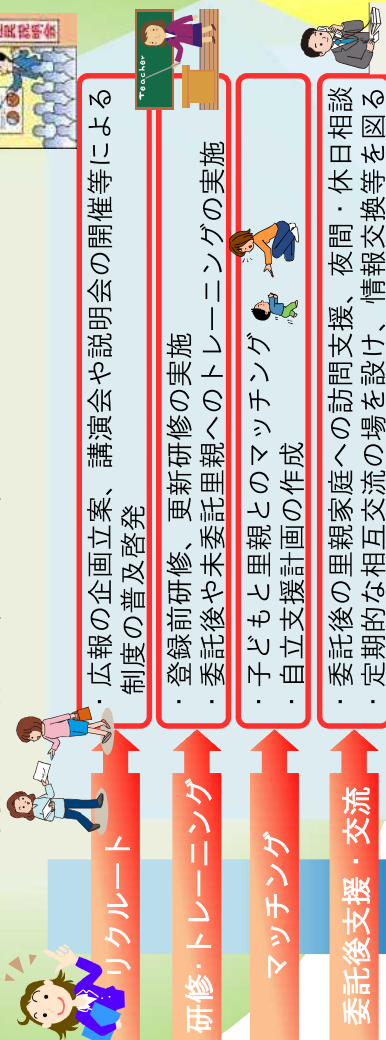 住民説明会
リクルート
・広報の企画立案、講演会や説明会の開催等による
制度の普及啓発
Teacher
研修・トレーニング
・登録前研修、更新研修の実施
・委託後や未委託里親へのトレーニングの実施
マッチング
・子どもと里親とのマッチング
・自立支援計画の作成
委託後支援・交流
・委託後の里親家庭への訪問支援、夜間・休日相談
・定期的な相互交流の場を設け、情報交換等を図る